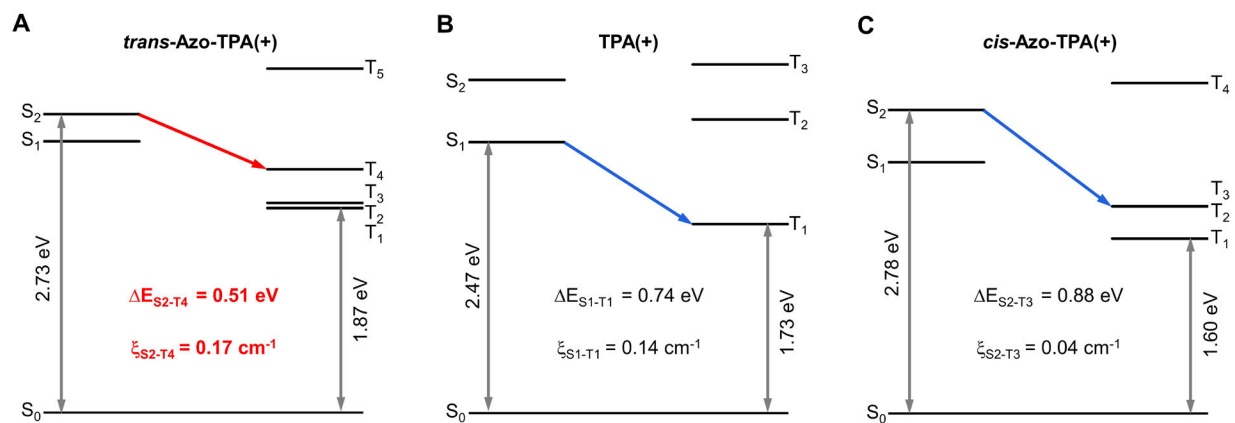 A
trans-Azo-TPA(+)
T5
S2
S1
T4
T3
T2
T1
2.73 eV
1.87 eV
ΔES2-T4 = 0.51 eV
ξS2-T4 = 0.17 cm-1
S0
B
TPA(+)
T3
S2
T2
S1
T1
2.47 eV
1.73 eV
ΔES1-T1 = 0.74 eV
ξS1-T1 = 0.14 cm-1
S0
C
cis-Azo-TPA(+)
T4
S2
S1
T3
T2
T1
2.78 eV
1.60 eV
ΔES2-T3 = 0.88 eV
ξS2-T3 = 0.04 cm-1
S0